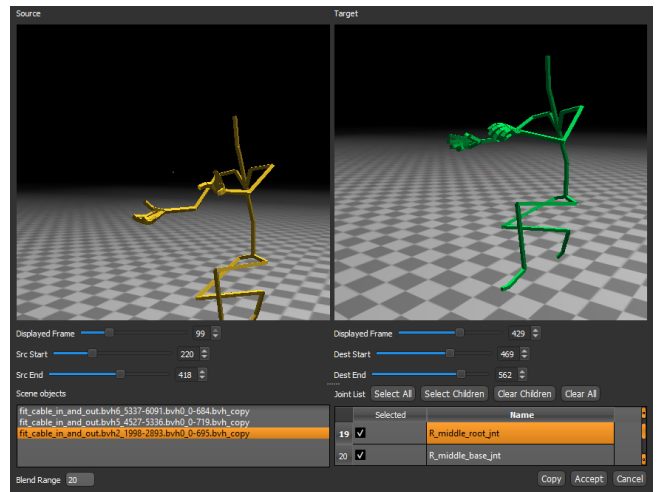 Source
Target
Displayed Frame 99
Displayed Frame 429
Src Start 220
Dest Start 469
Src End 418
Dest End 562
Scene objects
Joint List Select All Select Children Clear Children Clear All
fit_cable_in_and_out.bvh6_5337-6091.bvh0_0-684.bvh_copy
fit_cable_in_and_out.bvh5_4527-5336.bvh0_0-719.bvh_copy
fit_cable_in_and_out.bvh2_1998-2893.bvh0_0-695.bvh_copy
Selected Name
19 R_middle_root_jnt
20 R_middle_base_jnt
Blend Range 20
Copy Accept Cancel